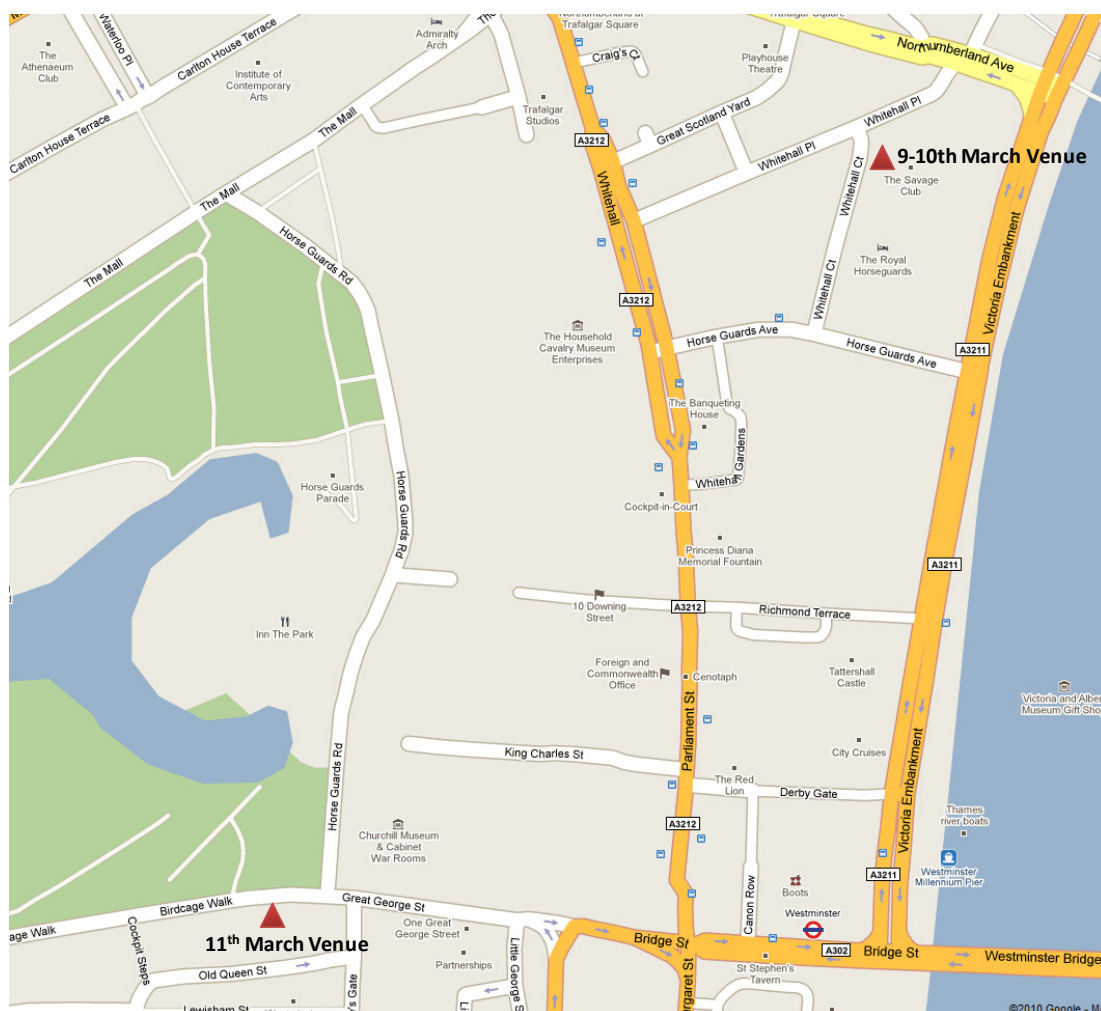 The
Athenaeum
Club
Waterloo Pl
Carlton House Terrace
Carlton House Terrace
Institute of
Contemporary
Arts
Admiralty
Arch
The Mall
The Mall
The Mall
Trafalgar Square
Craig's Ct
Trafalgar
Studios
Playhouse
Theatre
Northumberland Ave
Great Scotland Yard
Whitehall Pl
Whitehall Pl
A3212
Whitehall
9-10th March Venue
The Savage
Club
Whitehall Ct
Whitehall Ct
The Royal
Horseguards
Victoria Embankment
Horse Guards Rd
A3212
The Household
Cavalry Museum
Enterprises
Horse Guards Ave
Horse Guards Ave
A3211
The Banqueting
House
Gardens
Horse Guards
Parade
Horse Guards Rd
Cockpit-in-Court
Princess Diana
Memorial Fountain
A3211
10 Downing
Street
A3212
Richmond Terrace
Inn The Park
Foreign and
Commonwealth
Office
Cenotaph
Tattershall
Castle
Museum Gift
Parliament St
City Cruises
Horse Guards Rd
King Charles St
The Red
Lion
Derby Gate
Victoria Embankment
Thames
river boats
A3212
Churchill Museum
& Cabinet
War Rooms
Westminster
Millennium Pier
A3211
Boots
Canon Row
Birdcage Walk
Great George St
Westminster
Walk
11th March Venue
One Great
George Street
Bridge St
A302
Bridge St
Westminster Bridge
Cockpit Steps
Old Queen St
Partnerships
Little George St
St Stephen's
Tavern
Lewisham St
©2010 Google